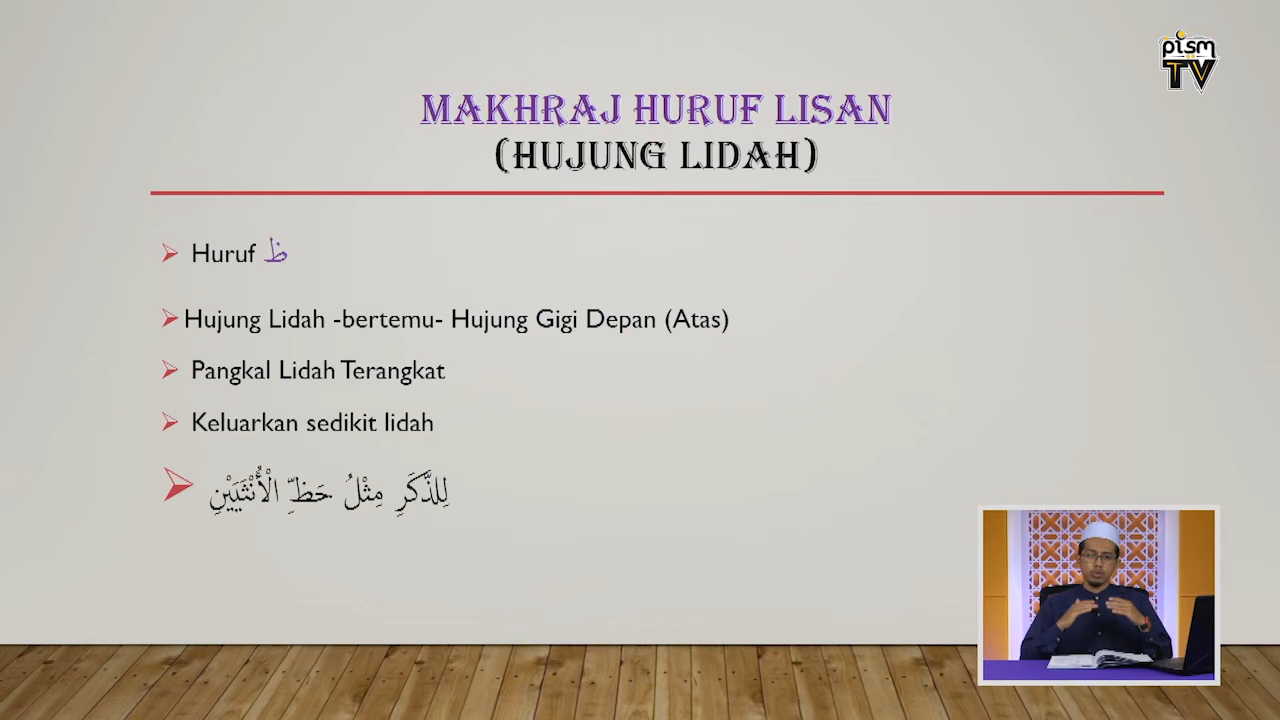 pism
TV
MAKHRAJ HURUF LISAN
(HUJUNG LIDAH)
Huruf ظ
Hujung Lidah -bertemu- Hujung Gigi Depan (Atas)
Pangkal Lidah Terangkat
Keluarkan sedikit lidah
لِلذَّكَرِ مِثْلُ حَظِّ الْأُنْثَيَيْنِ